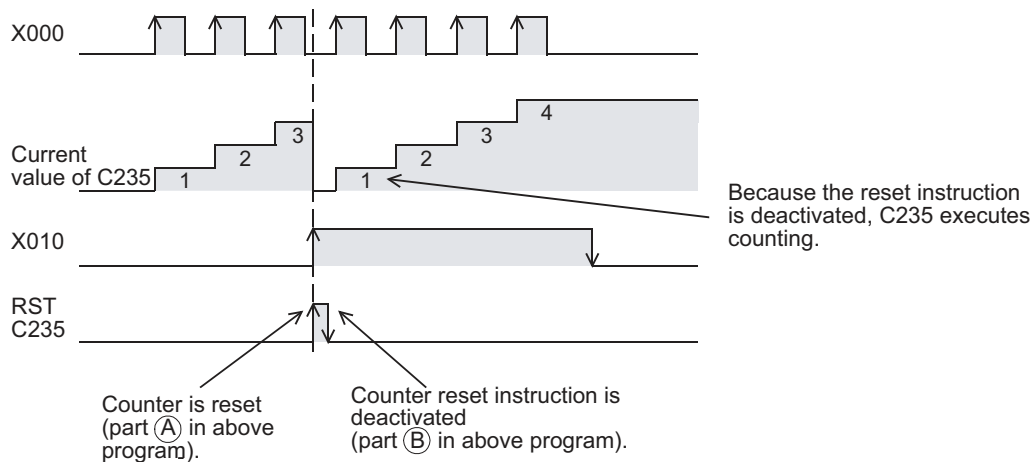 X000
Current
value of C235
1
2
3
1
2
3
4
Because the reset instruction
is deactivated, C235 executes
counting.
X010
RST
C235
Counter is reset
(part Ⓐ in above
program).
Counter reset instruction is
deactivated
(part Ⓑ in above program).